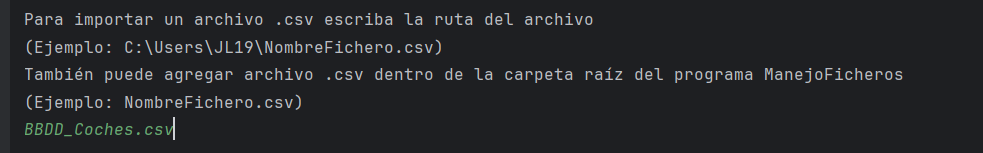 Para importar un archivo .csv escriba la ruta del archivo
(Ejemplo: C:\Users\JL19\NombreFichero.csv)
También puede agregar archivo .csv dentro de la carpeta raíz del programa ManejoFicheros
(Ejemplo: NombreFichero.csv)
BBDD_Coches.csv